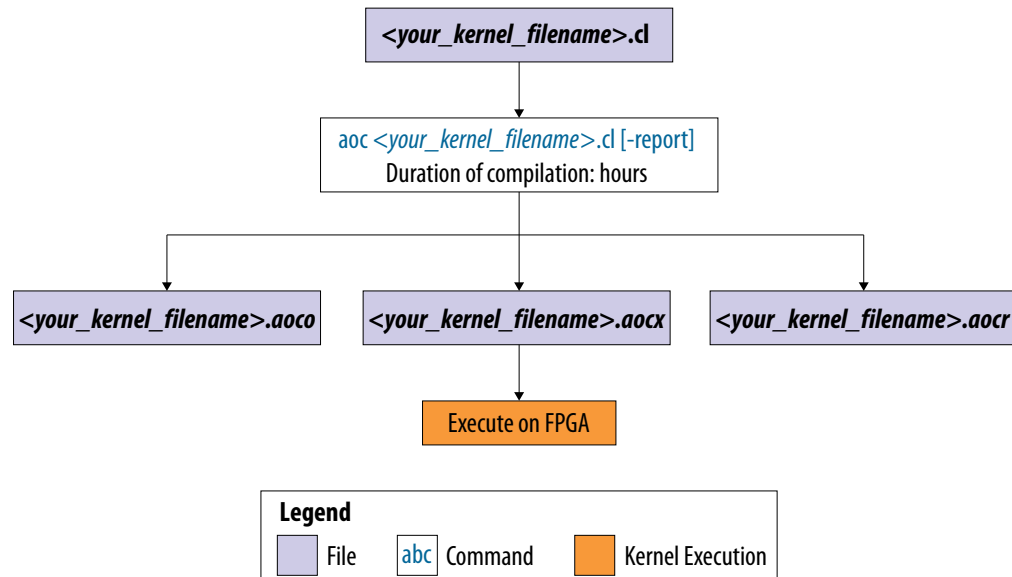 <your_kernel_filename>.cl
aoc <your_kernel_filename>.cl [-report]
Duration of compilation: hours
<your_kernel_filename>.aoco
<your_kernel_filename>.aocx
<your_kernel_filename>.aocr
Execute on FPGA
Legend
File
abc
Command
Kernel Execution